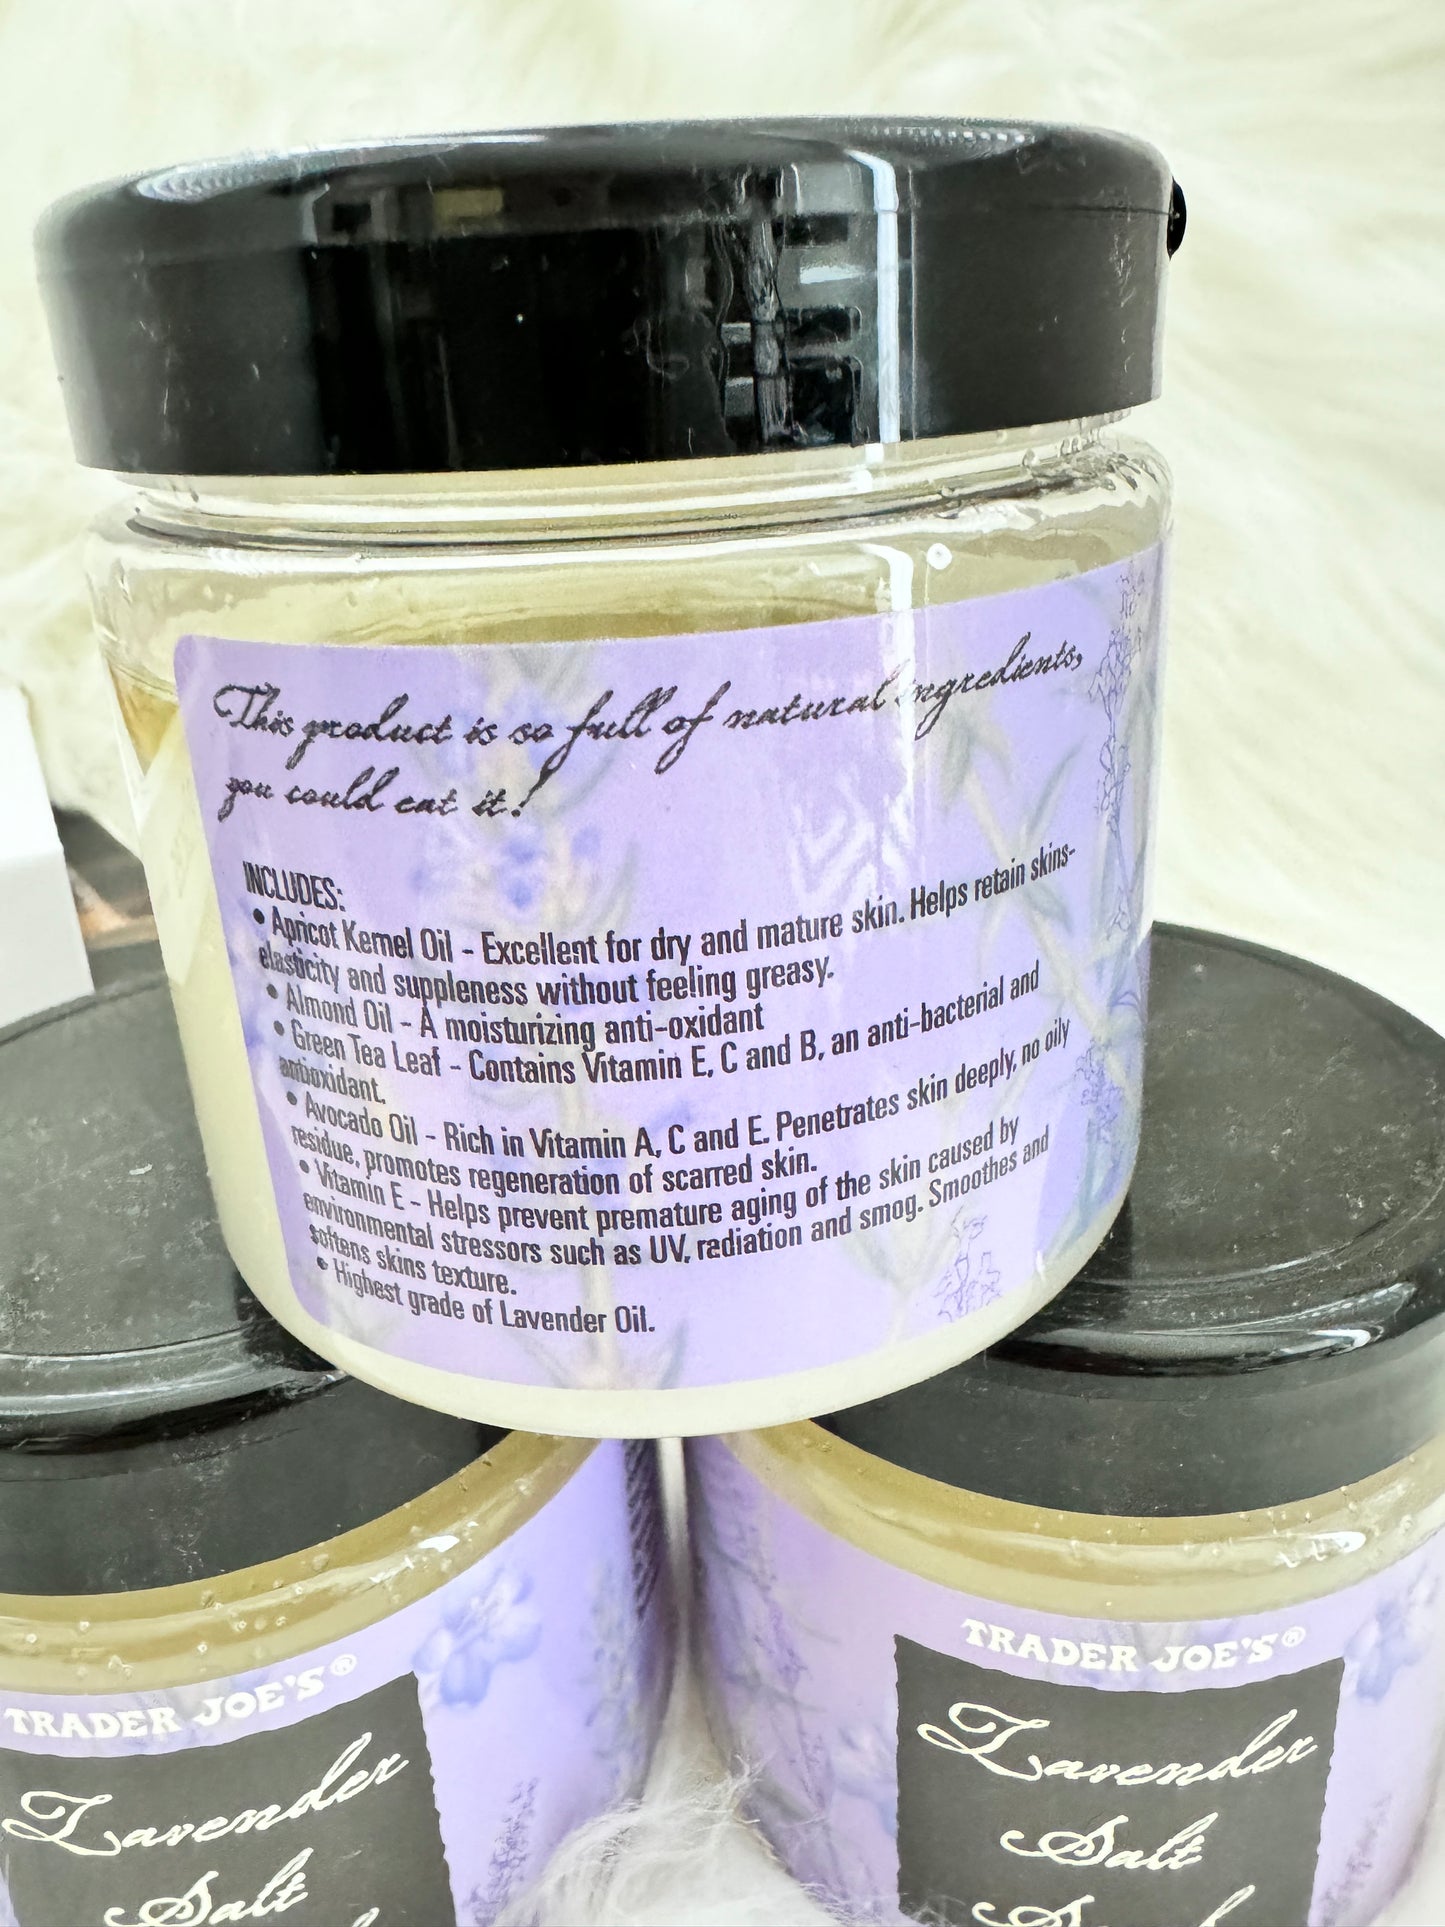 This product is so full of natural ingredients,
you could eat it!
INCLUDES:
• Apricot Kernel Oil - Excellent for dry and mature skin. Helps retain skins-
elasticity and suppleness without feeling greasy.
• Almond Oil - A moisturizing anti-oxidant
• Green Tea Leaf - Contains Vitamin E, C and B, an anti-bacterial and
antioxidant.
• Avocado Oil - Rich in Vitamin A, C and E. Penetrates skin deeply, no oily
residue, promotes regeneration of scarred skin.
• Vitamin E - Helps prevent premature aging of the skin caused by
environmental stressors such as UV, radiation and smog. Smoothes and
softens skins texture.
• Highest grade of Lavender Oil.
TRADER JOE'S®
Lavender
Salt
TRADER JOE'S®
Lavender
Salt